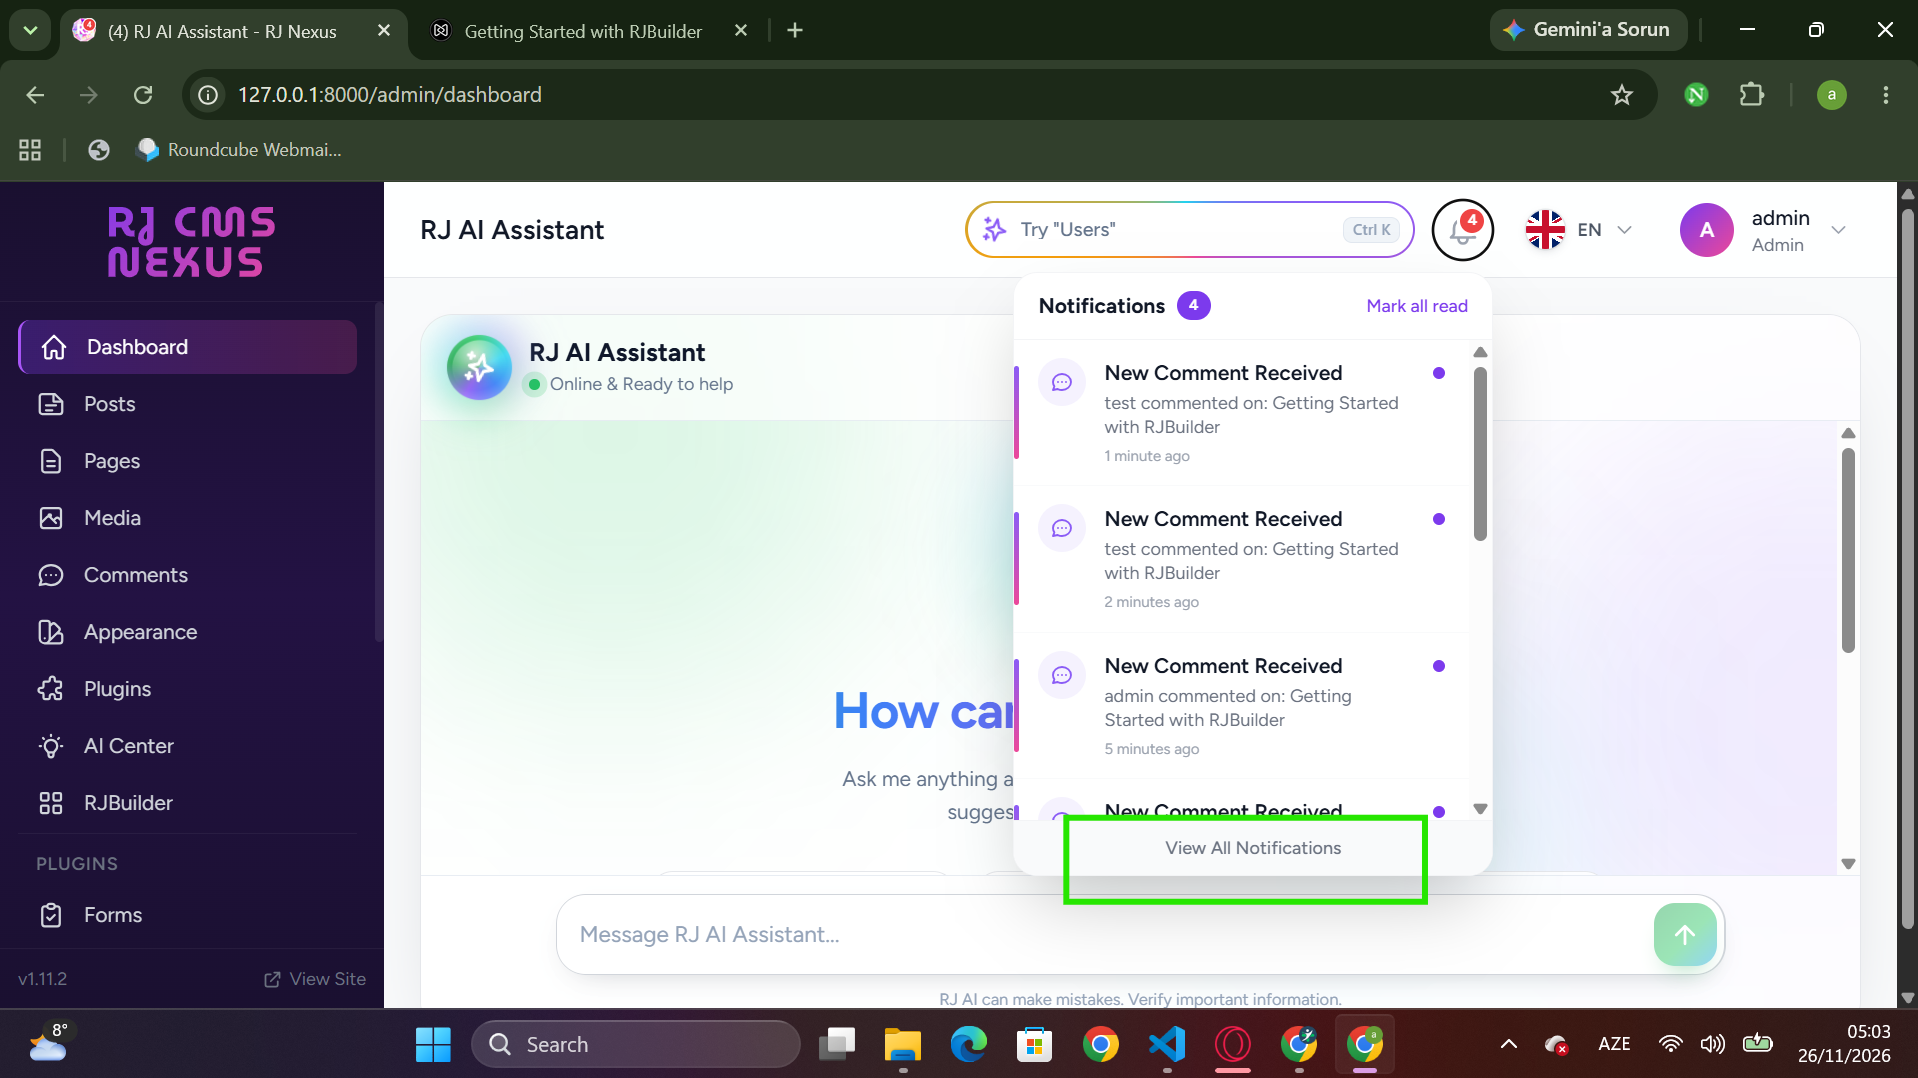 (4) RJ AI Assistant - RJ Nexus
Getting Started with RJBuilder
Gemini'a Sorun
127.0.0.1:8000/admin/dashboard
a
Roundcube Webmai...
RJ CMS
NEXUS
RJ AI Assistant
Try "Users"
Ctrl K
4
EN
A
admin
Admin
Dashboard
Posts
Pages
Media
Comments
Appearance
Plugins
AI Center
RJBuilder
PLUGINS
Forms
v1.11.2
View Site
RJ AI Assistant
Online & Ready to help
Notifications
4
Mark all read
New Comment Received
test commented on: Getting Started
with RJBuilder
1 minute ago
New Comment Received
test commented on: Getting Started
with RJBuilder
2 minutes ago
New Comment Received
admin commented on: Getting
Started with RJBuilder
5 minutes ago
New Comment Received
View All Notifications
How can
Ask me anything a
sugges
Message RJ AI Assistant...
RJ AI can make mistakes. Verify important information.
8°
Search
AZE
05:03
26/11/2026